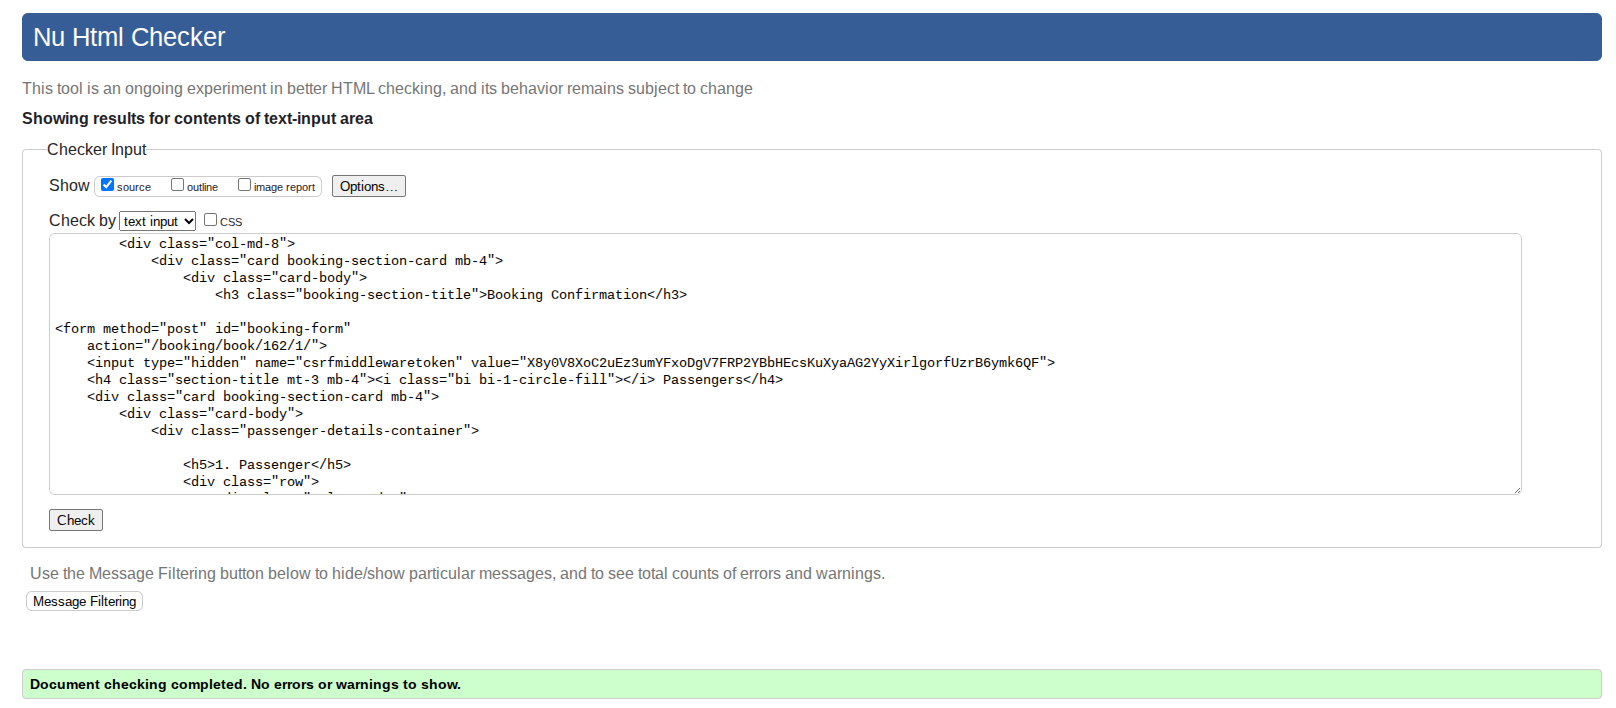 Nu Html Checker
This tool is an ongoing experiment in better HTML checking, and its behavior remains subject to change
Showing results for contents of text-input area
Checker Input
Show source outline image report Options...
Check by text input CSS
<div class="col-md-8">
<div class="card booking-section-card mb-4">
<div class="card-body">
<h3 class="booking-section-title">Booking Confirmation</h3>
<form method="post" id="booking-form"
action="/booking/book/162/1/">
<input type="hidden" name="csrfmiddlewaretoken" value="X8y0V8XoC2uEz3umYFxoDgV7FRP2YBbHEcsKuXyaAG2YyXirlgorfUzrB6ymk6QF">
<h4 class="section-title mt-3 mb-4"><i class="bi bi-1-circle-fill"></i> Passengers</h4>
<div class="card booking-section-card mb-4">
<div class="card-body">
<div class="passenger-details-container">
<h5>1. Passenger</h5>
<div class="row">
Check
Use the Message Filtering button below to hide/show particular messages, and to see total counts of errors and warnings.
Message Filtering
Document checking completed. No errors or warnings to show.